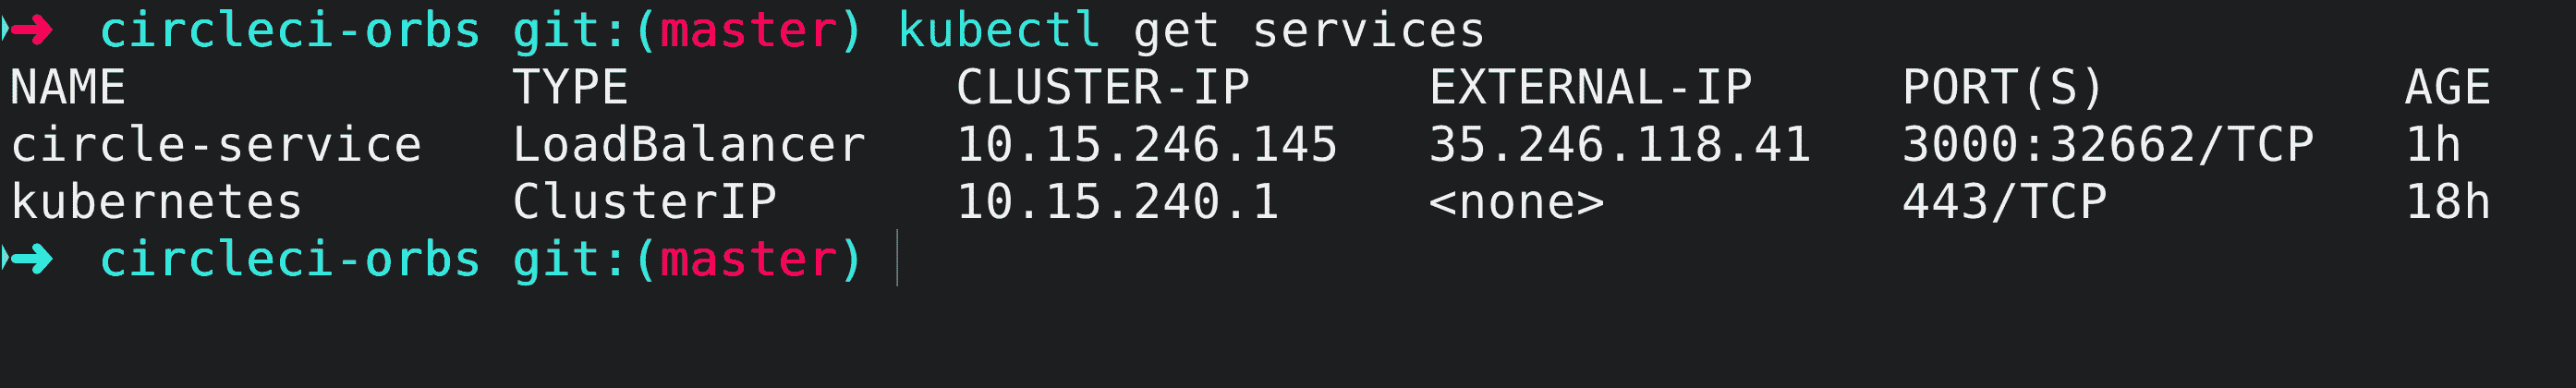 ➜ circleci-orbs git:(master) kubectl get services
NAME TYPE CLUSTER-IP EXTERNAL-IP PORT(S) AGE
circle-service LoadBalancer 10.15.246.145 35.246.118.41 3000:32662/TCP 1h
kubernetes ClusterIP 10.15.240.1 <none> 443/TCP 18h
➜ circleci-orbs git:(master)